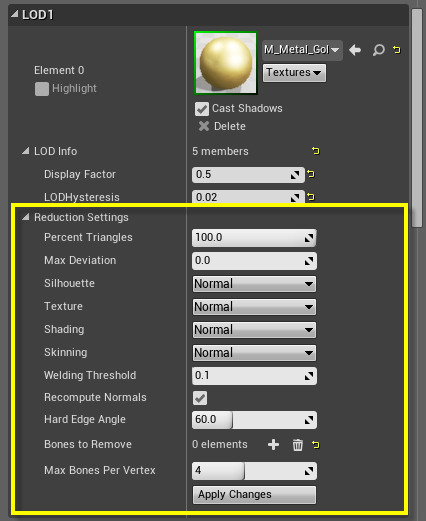 LOD1
M_Metal_Gol
Element 0
Highlight
Textures
Cast Shadows
Delete
LOD Info 5 members
Display Factor 0.5
LODHysteresis 0.02
Reduction Settings
Percent Triangles 100.0
Max Deviation 0.0
Silhouette Normal
Texture Normal
Shading Normal
Skinning Normal
Welding Threshold 0.1
Recompute Normals
Hard Edge Angle 60.0
Bones to Remove 0 elements
Max Bones Per Vertex 4
Apply Changes